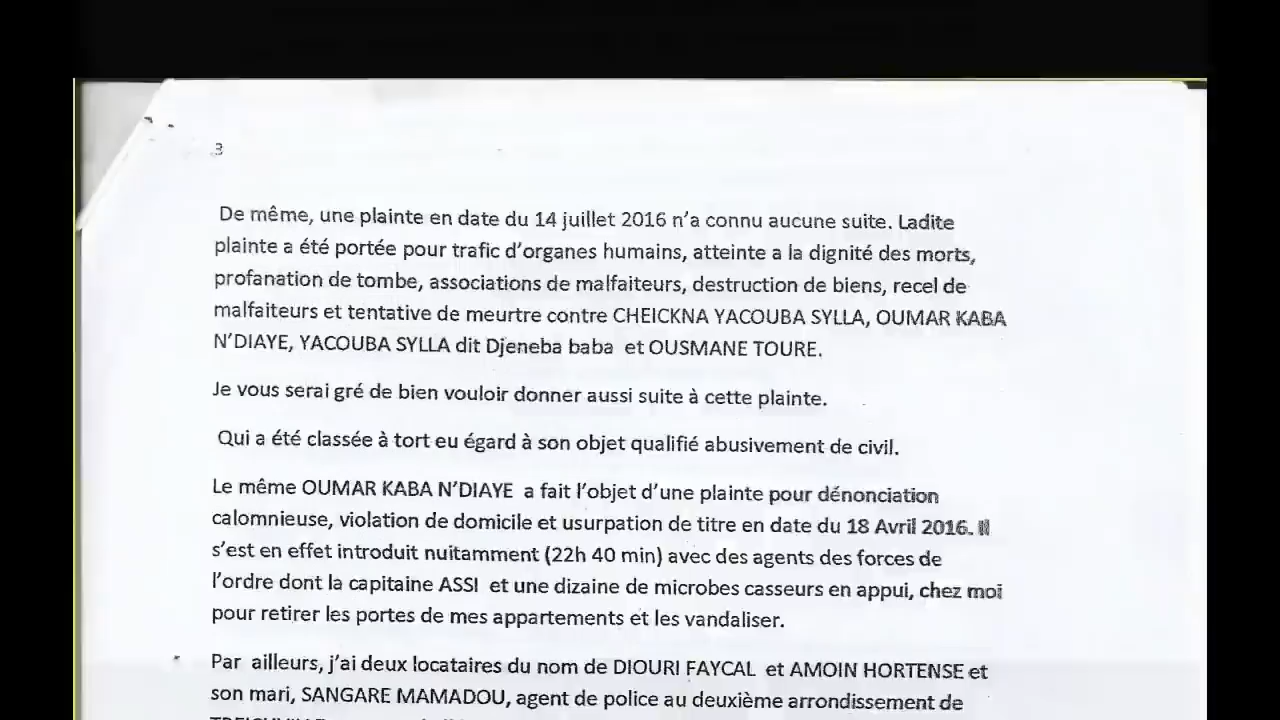 3
De même, une plainte en date du 14 juillet 2016 n'a connu aucune suite. Ladite
plainte a été portée pour trafic d'organes humains, atteinte a la dignité des morts,
profanation de tombe, associations de malfaiteurs, destruction de biens, recel de
malfaiteurs et tentative de meurtre contre CHEICKNA YACOUBA SYLLA, OUMAR KABA
N'DIAYE, YACOUBA SYLLA dit Djeneba baba et OUSMANE TOURE.
Je vous serai gré de bien vouloir donner aussi suite à cette plainte.
Qui a été classée à tort eu égard à son objet qualifié abusivement de civil.
Le même OUMAR KABA N'DIAYE a fait l'objet d'une plainte pour dénonciation
calomnieuse, violation de domicile et usurpation de titre en date du 18 Avril 2016. Il
s'est en effet introduit nuitamment (22h 40 min) avec des agents des forces de
l'ordre dont la capitaine ASSI et une dizaine de microbes casseurs en appui, chez moi
pour retirer les portes de mes appartements et les vandaliser.
Par ailleurs, j'ai deux locataires du nom de DIOURI FAYCAL et AMOIN HORTENSE et
son mari, SANGARE MAMADOU, agent de police au deuxième arrondissement de